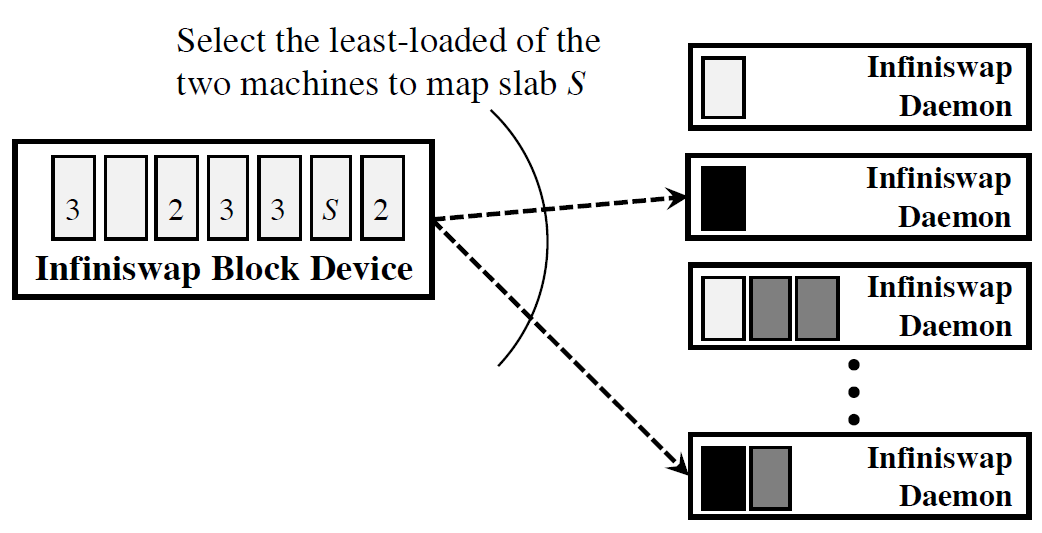 Select the least-loaded of the
two machines to map slab S
3 2 3 3 S 2
Infiniswap Block Device
Infiniswap
Daemon
Infiniswap
Daemon
Infiniswap
Daemon
Infiniswap
Daemon